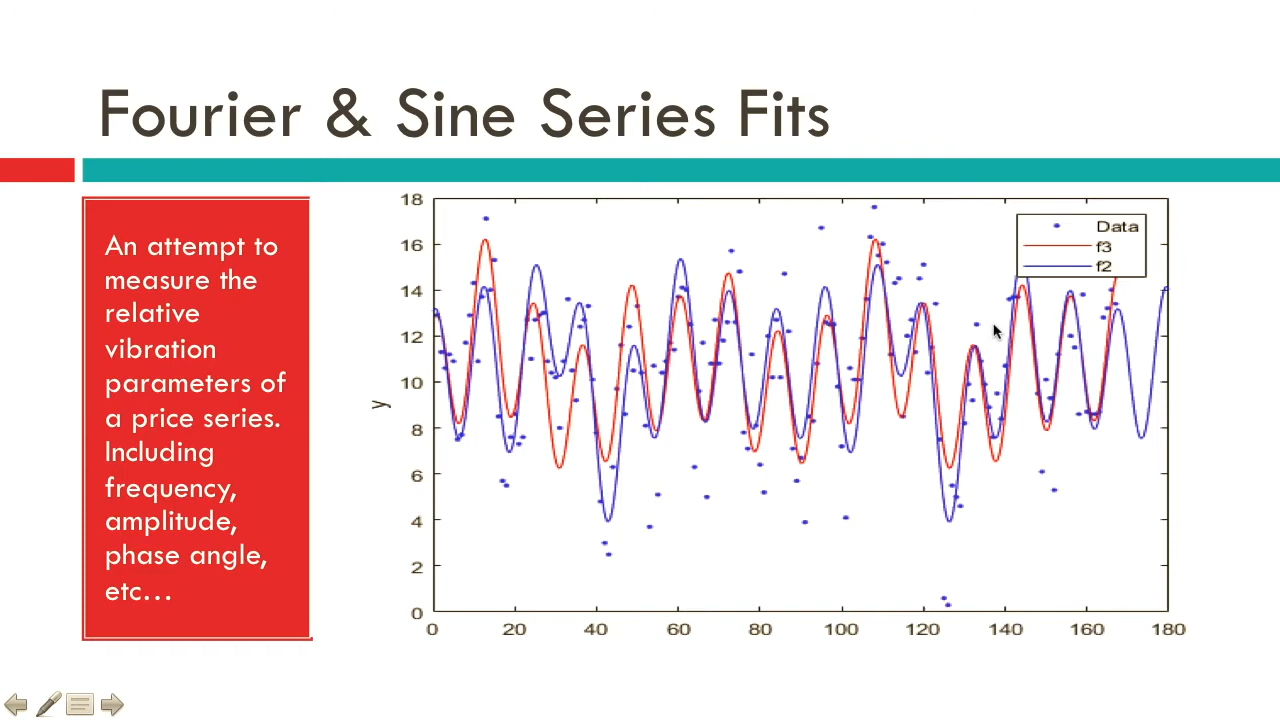 Fourier & Sine Series Fits
An attempt to
measure the
relative
vibration
parameters of
a price series.
Including
frequency,
amplitude,
phase angle,
etc…
18
16
14
12
10
8
6
4
2
0
y
Data
f3
f2
0 20 40 60 80 100 120 140 160 180